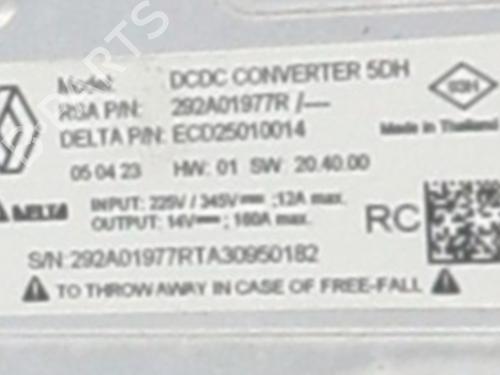 PARTS
Model: DCDC CONVERTER 5DH
RSA P/N: 292A01977R /---
DELTA P/N: ECD25010014
Made in Thailand
05 04 23 HW: 01 SW: 20.40.00
DELTA INPUT: 225V / 345V⎓;12A max.
OUTPUT: 14V⎓; 180A max.
RC
S/N:292A01977RTA30950182
TO THROW AWAY IN CASE OF FREE-FALL